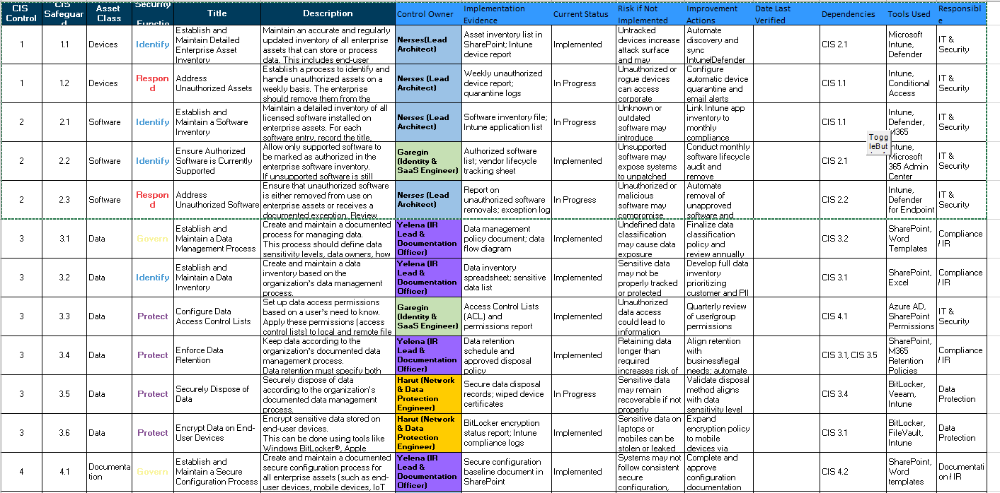 CIS Control
CIS Safeguard
Asset Class
Security
Title
Description
Control Owner
Implementation Evidence
Current Status
Risk if Not Implemented
Improvement Actions
Date Last Verified
Dependencies
Tools Used
Responsible
1
1.1
Devices
Identify
Establish and
Maintain Detailed
Enterprise Asset
Inventory
Maintain an accurate and regularly
updated inventory of all enterprise
assets that can store or process
data. This includes end-user
Nerses(Lead
Architect)
Asset inventory list in
SharePoint; Intune
device report
Implemented
Untracked
devices increase
attack surface
and may
Automate
discovery and
sync
Intune/Defender
CIS 2.1
Microsoft
Intune,
Defender
IT &
Security
1
1.2
Devices
Respon
d
Address
Unauthorized Assets
Establish a process to identify and
handle unauthorized assets on a
weekly basis. The enterprise
should remove them from the
Nerses (Lead
Architect)
Weekly unauthorized
device report;
quarantine logs
In Progress
Unauthorized or
rogue devices
can access
corporate
Configure
automatic device
quarantine and
email alerts
CIS 1.1
Intune,
Conditional
Access
IT &
Security
2
2.1
Software
Identify
Establish and
Maintain a Software
Inventory
Maintain a detailed inventory of all
licensed software installed on
enterprise assets. For each
software entry, record the title,
Nerses (Lead
Architect)
Software inventory file;
Intune application list
In Progress
Unknown or
outdated
software may
introduce
Link Intune app
inventory to
monthly
compliance
CIS 1.1
Intune,
Defender,
M365
IT &
Security
Togg
leBut
2
2.2
Software
Identify
Ensure Authorized
Software is Currently
Supported
Allow only supported software to
be marked as authorized in the
enterprise software inventory.
If unsupported software is still
Garegin
(Identity &
SaaS Engineer)
Authorized software
list; vendor lifecycle
tracking sheet
Implemented
Unsupported
software may
expose systems
to unpatched
Conduct monthly
software lifecycle
audit and
remove
CIS 2.1
Intune,
Microsoft
365 Admin
Center
IT &
Security
2
2.3
Software
Respon
d
Address
Unauthorized Software
Ensure that unauthorized software
is either removed from use on
enterprise assets or receives a
documented exception. Review
Nerses (Lead
Architect)
Report on
unauthorized software
removals; exception log
In Progress
Unauthorized or
malicious
software may
compromise
Automate
removal of
unapproved
software and
CIS 2.2
Intune,
Defender
for Endpoint
IT &
Security
3
3.1
Data
Govern
Establish and
Maintain a Data
Management Process
Create and maintain a documented
process for managing data.
This process should define data
sensitivity levels, data owners, how
Yelena (IR
Lead &
Documentation
Officer)
Data management
policy document; data
flow diagram
Implemented
Undefined data
classification
may cause data
exposure
Finalize data
classification
policy and
review annually
CIS 3.2
SharePoint,
Word
Templates
Compliance
/ IR
3
3.2
Data
Identify
Establish and
Maintain a Data
Inventory
Create and maintain a data
inventory based on the
organization's data management
process.
Yelena (IR
Lead &
Documentation
Officer)
Data inventory
spreadsheet; sensitive
data list
Implemented
Sensitive data
may not be
properly tracked
or protected
Develop full data
inventory
prioritizing
customer and PII
CIS 3.1
SharePoint,
Excel
Compliance
/ IR
3
3.3
Data
Protect
Configure Data
Access Control Lists
Set up data access permissions
based on a user's need to know.
Apply these permissions (access
control lists) to local and remote file
Garegin
(Identity &
SaaS Engineer)
Access Control Lists
(ACL) and
permissions report
Implemented
Unauthorized
data access
could lead to
information
Quarterly review
of user/group
permissions
CIS 4.1
Azure AD,
SharePoint
Permissions
IT &
Security
3
3.4
Data
Protect
Enforce Data
Retention
Keep data according to the
organization's documented data
management process.
Data retention must specify both
Yelena (IR
Lead &
Documentation
Officer)
Data retention
schedule and
approved disposal
policy
Implemented
Retaining data
longer than
required
increases risk of
Align retention
with
business/legal
needs; automate
CIS 3.1, CIS 3.5
SharePoint,
M365
Retention
Policies
Compliance
/ IR
3
3.5
Data
Protect
Securely Dispose of
Data
Securely dispose of data
according to the organization's
documented data management
process.
Harut (Network
& Data
Protection
Engineer)
Secure data disposal
records; wiped device
certificates
In Progress
Sensitive data
may remain
recoverable if not
properly
Validate disposal
method aligns
with data
sensitivity level
CIS 3.4
BitLocker,
Veeam,
Intune
Data
Protection
3
3.6
Data
Protect
Encrypt Data on End-
User Devices
Encrypt sensitive data stored on
end-user devices.
This can be done using tools like
Windows BitLocker®, Apple
Harut (Network
& Data
Protection
Engineer)
BitLocker encryption
status report; Intune
compliance logs
Implemented
Sensitive data on
laptops or
mobiles can be
stolen or leaked
Expand
encryption policy
to mobile
devices via
CIS 3.1
BitLocker,
FileVault,
Intune
Data
Protection
4
4.1
Documenta
tion
Govern
Establish and
Maintain a Secure
Configuration Process
Create and maintain a documented
secure configuration process for
all enterprise assets (such as end-
user devices, mobile devices, IoT
Yelena (IR
Lead &
Documentation
Officer)
Secure configuration
baseline document in
SharePoint
Implemented
Systems may not
follow consistent
secure
configuration,
Complete and
approve
configuration
documentation
CIS 4.2
SharePoint,
Word
templates
Documentati
on / IR